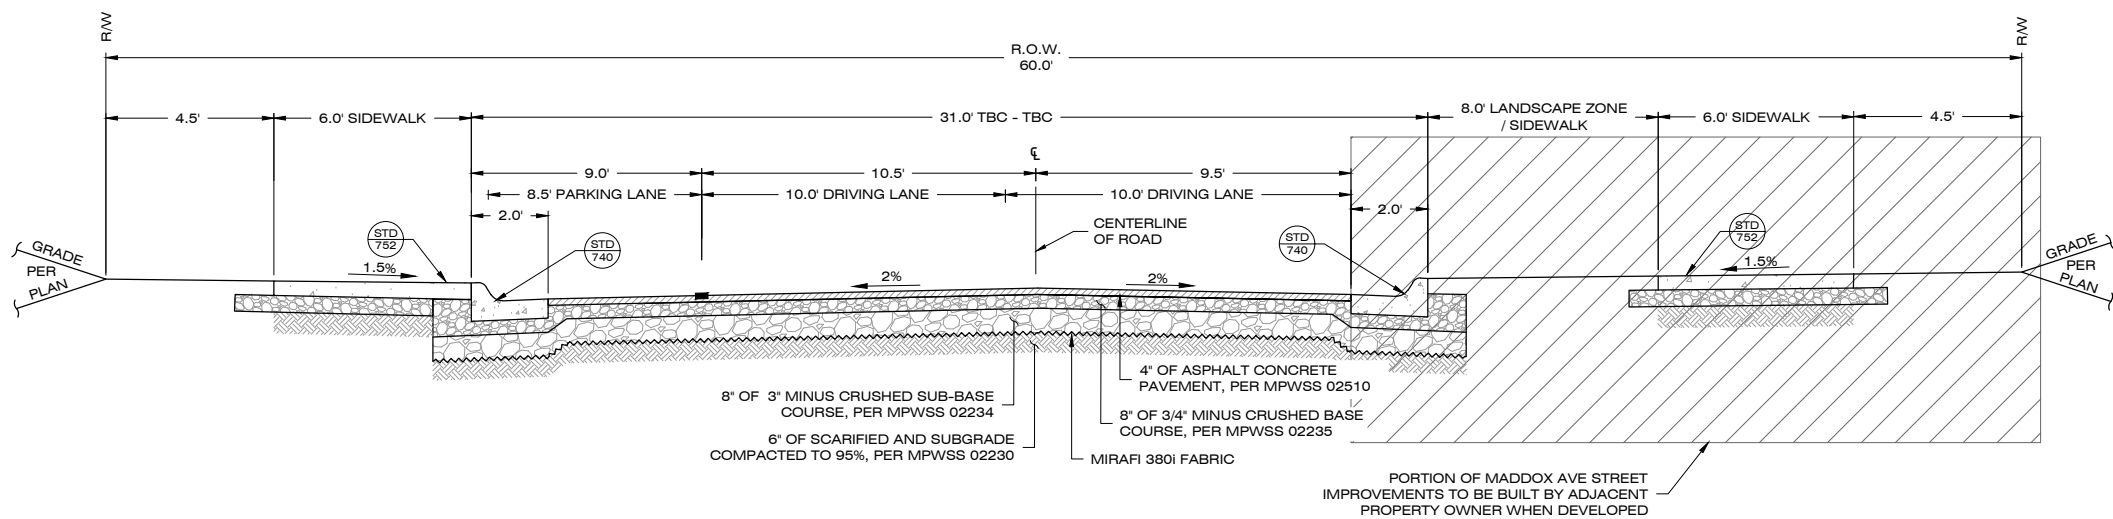 R/W
R/W
R.O.W.
60.0'
4.5'
6.0' SIDEWALK
31.0' TBC - TBC
8.0' LANDSCAPE ZONE
/ SIDEWALK
6.0' SIDEWALK
4.5'
℄
9.0'
10.5'
9.5'
8.5' PARKING LANE
10.0' DRIVING LANE
10.0' DRIVING LANE
2.0'
2.0'
CENTERLINE
OF ROAD
STD
752
STD
740
STD
740
STD
752
GRADE
PER
PLAN
1.5%
2%
2%
1.5%
GRADE
PER
PLAN
4" OF ASPHALT CONCRETE
PAVEMENT, PER MPWSS 02510
8" OF 3" MINUS CRUSHED SUB-BASE
COURSE, PER MPWSS 02234
8" OF 3/4" MINUS CRUSHED BASE
COURSE, PER MPWSS 02235
6" OF SCARIFIED AND SUBGRADE
COMPACTED TO 95%, PER MPWSS 02230
MIRAFI 380i FABRIC
PORTION OF MADDOX AVE STREET
IMPROVEMENTS TO BE BUILT BY ADJACENT
PROPERTY OWNER WHEN DEVELOPED